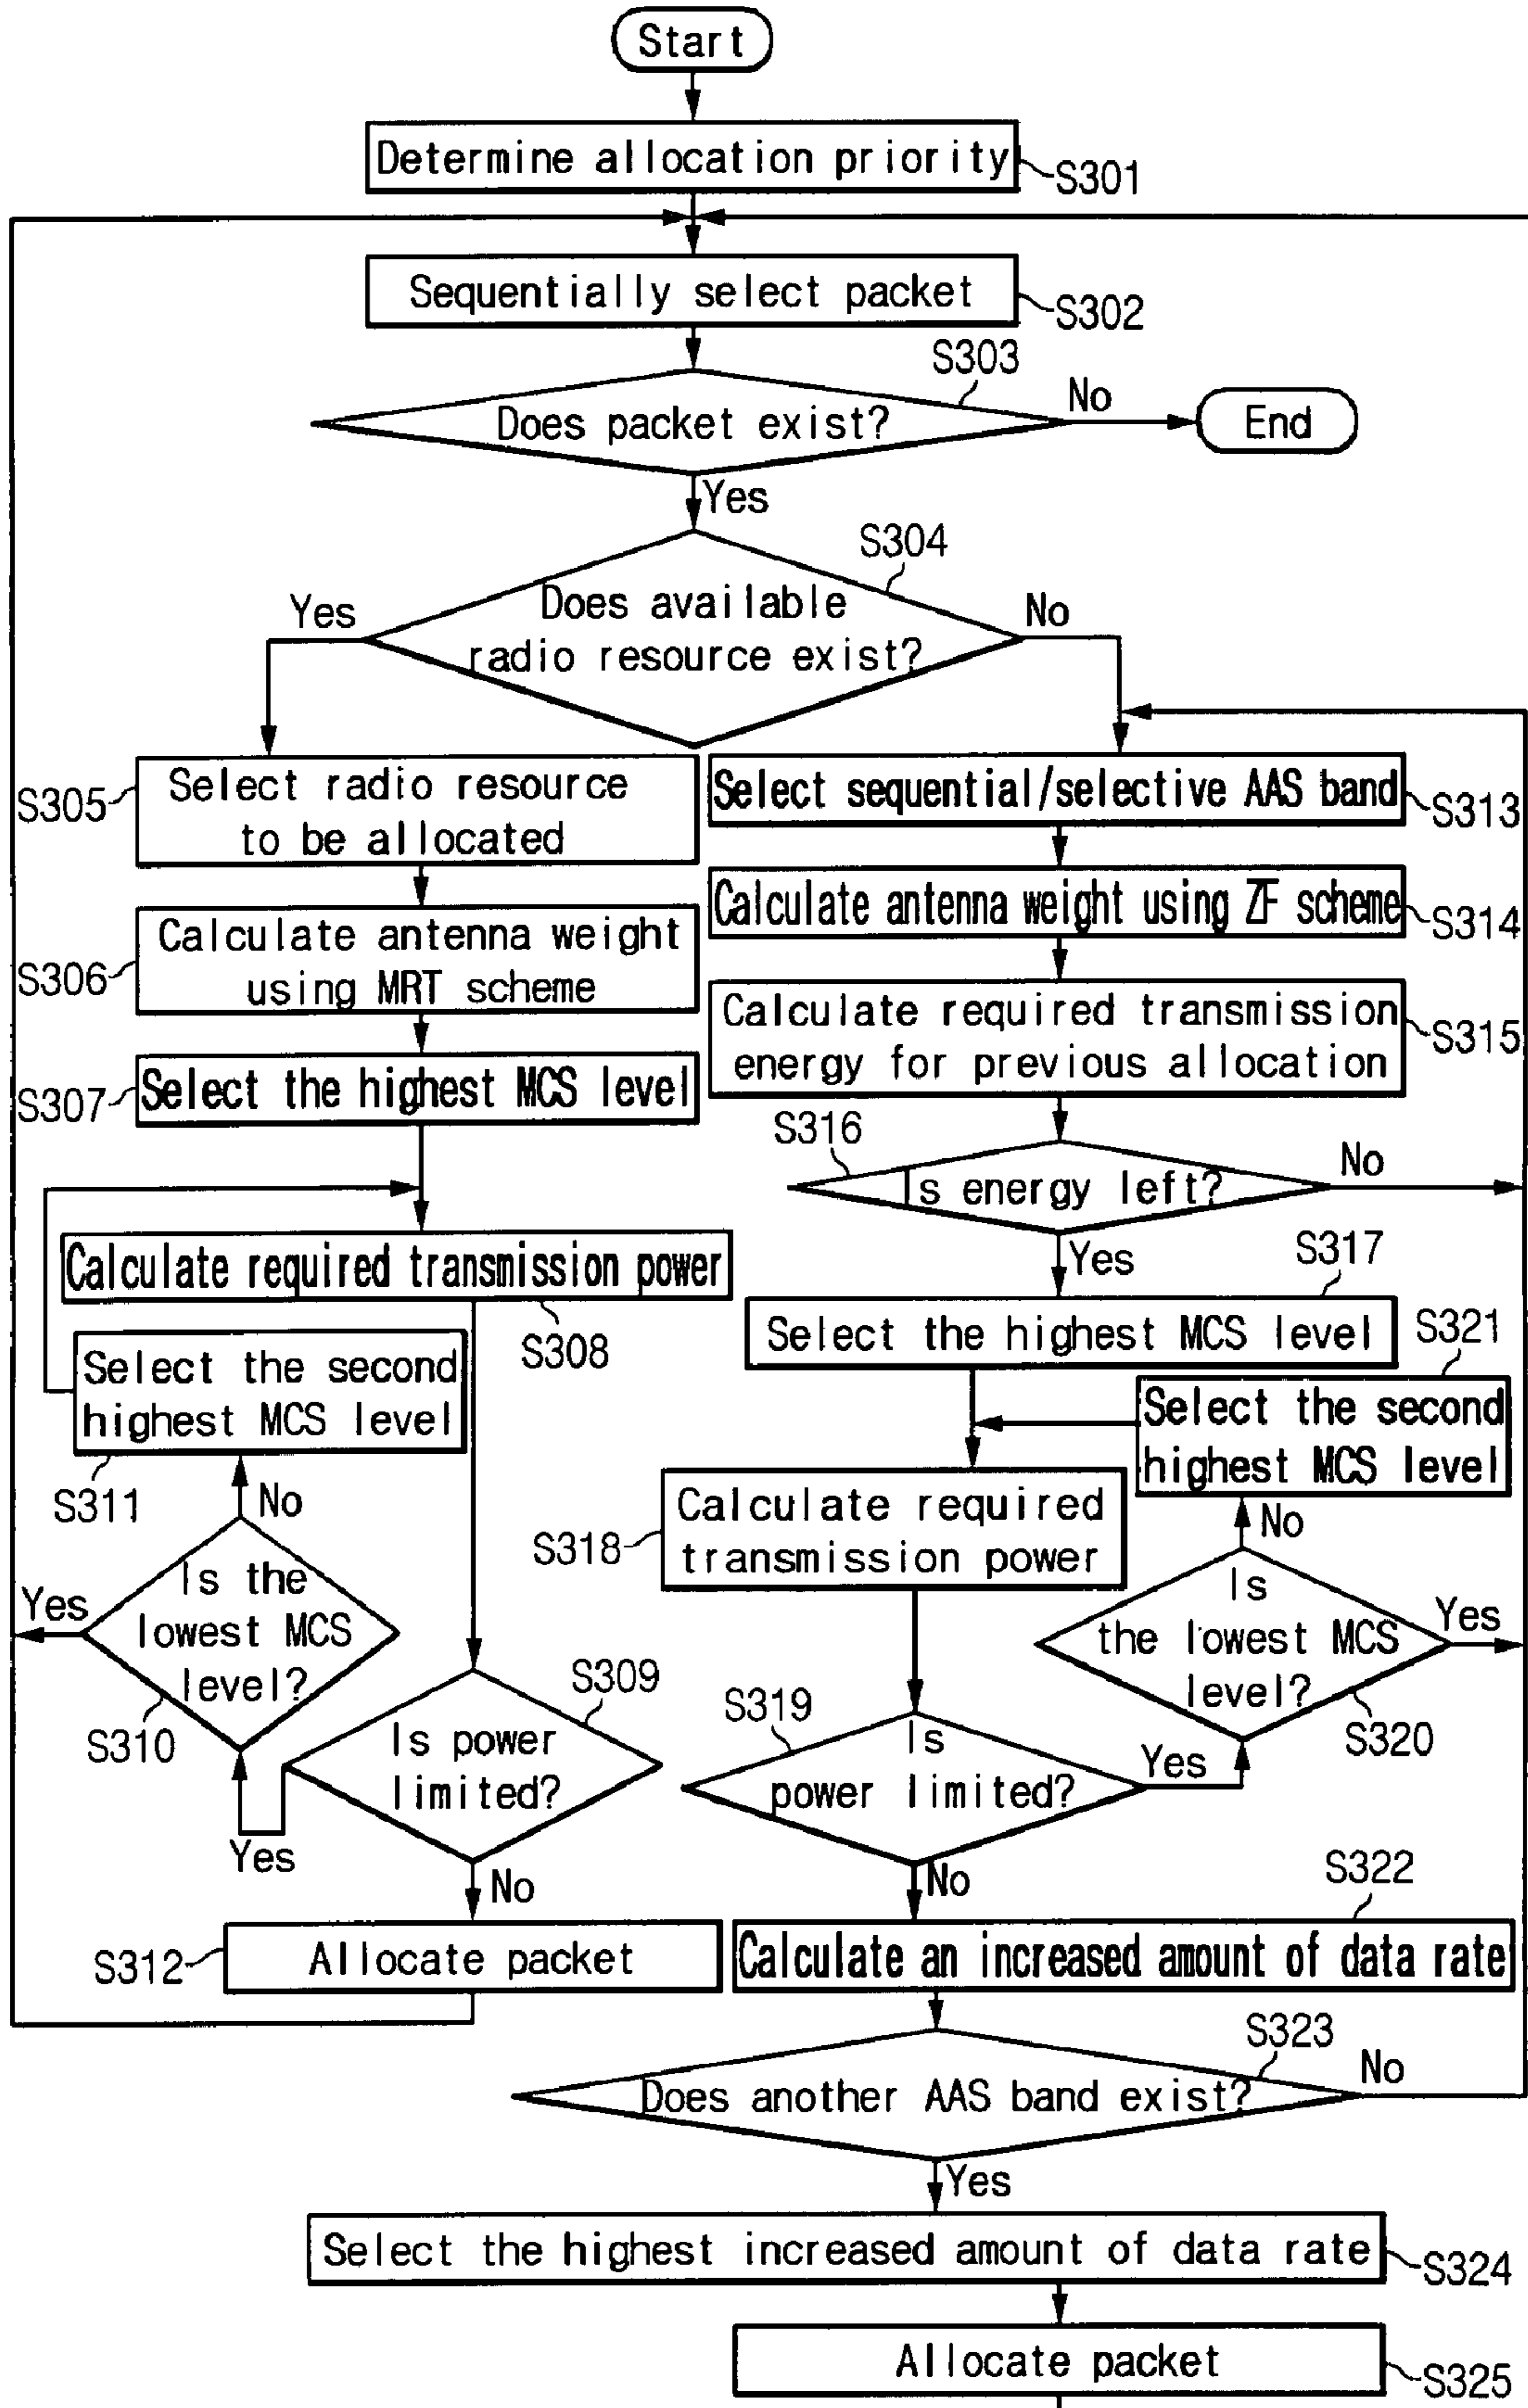 Start
Determine allocation priority
S301
Sequentially select packet
S302
S303
Does packet exist?
No
End
Yes
S304
Does available
radio resource exist?
Yes
No
S305
Select radio resource
to be allocated
Select sequential/selective AAS band
S313
S306
Calculate antenna weight
using MRT scheme
Calculate antenna weight using ZF scheme
S314
S307
Select the highest MCS level
Calculate required transmission
energy for previous allocation
S315
S316
Is energy left?
No
Yes
Calculate required transmission power
S308
S317
Select the highest MCS level
S321
Select the second
highest MCS level
S311
No
Select the second
highest MCS level
No
S318
Calculate required
transmission power
Is the
lowest MCS
level?
Yes
S310
Is
the lowest MCS
level?
Yes
S320
S309
Is power
limited?
Yes
No
S319
Is
power limited?
Yes
No
S312
Allocate packet
S322
Calculate an increased amount of data rate
S323
Does another AAS band exist?
No
Yes
Select the highest increased amount of data rate
S324
Allocate packet
S325